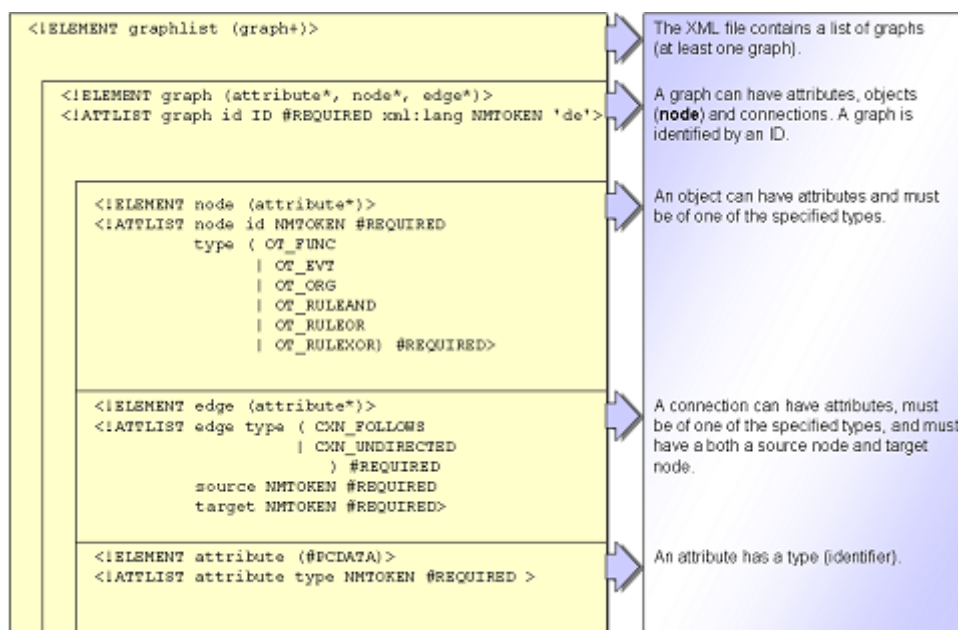 <!ELEMENT graphlist (graph+)>
The XML file contains a list of graphs
(at least one graph).
<!ELEMENT graph (attribute*, node*, edge*)>
<!ATTLIST graph id ID #REQUIRED xml:lang NMTOKEN 'de'>
A graph can have attributes, objects
(node) and connections. A graph is
identified by an ID.
<!ELEMENT node (attribute*)>
<!ATTLIST node id NMTOKEN #REQUIRED
type ( OT_FUNC
| OT_EVT
| OT_ORG
| OT_RULEAND
| OT_RULEOR
| OT_RULEXOR) #REQUIRED>
An object can have attributes and must
be of one of the specified types.
<!ELEMENT edge (attribute*)>
<!ATTLIST edge type ( CXN_FOLLOWS
| CXN_UNDIRECTED
) #REQUIRED
source NMTOKEN #REQUIRED
target NMTOKEN #REQUIRED>
A connection can have attributes, must
be of one of the specified types, and must
have a both a source node and target
node.
<!ELEMENT attribute (#PCDATA)>
<!ATTLIST attribute type NMTOKEN #REQUIRED >
An attribute has a type (identifier).